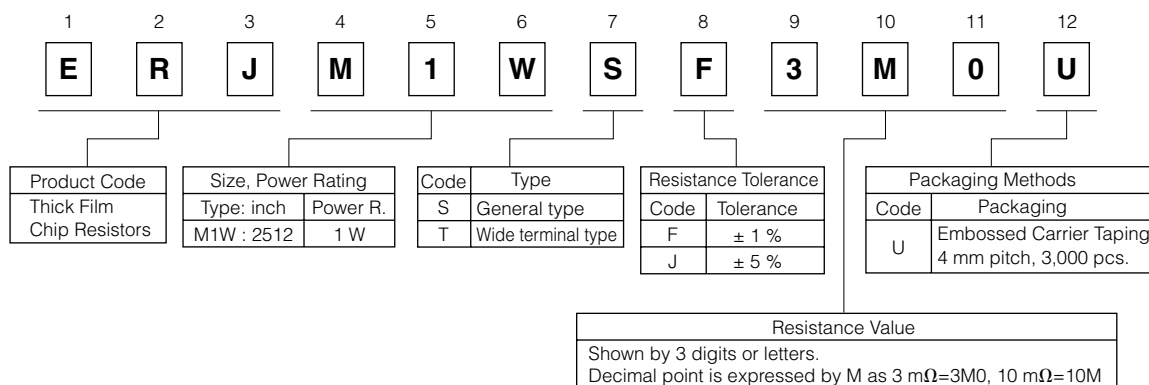 1 2 3 4 5 6 7 8 9 10 11 12
E R J M 1 W S F 3 M 0 U
Product Code
Thick Film
Chip Resistors
Size, Power Rating
Type: inch Power R.
M1W : 2512 1 W
Code Type
S General type
T Wide terminal type
Resistance Tolerance
Code Tolerance
F ± 1 %
J ± 5 %
Packaging Methods
Code Packaging
U Embossed Carrier Taping
4 mm pitch, 3,000 pcs.
Resistance Value
Shown by 3 digits or letters.
Decimal point is expressed by M as 3 mΩ=3M0, 10 mΩ=10M